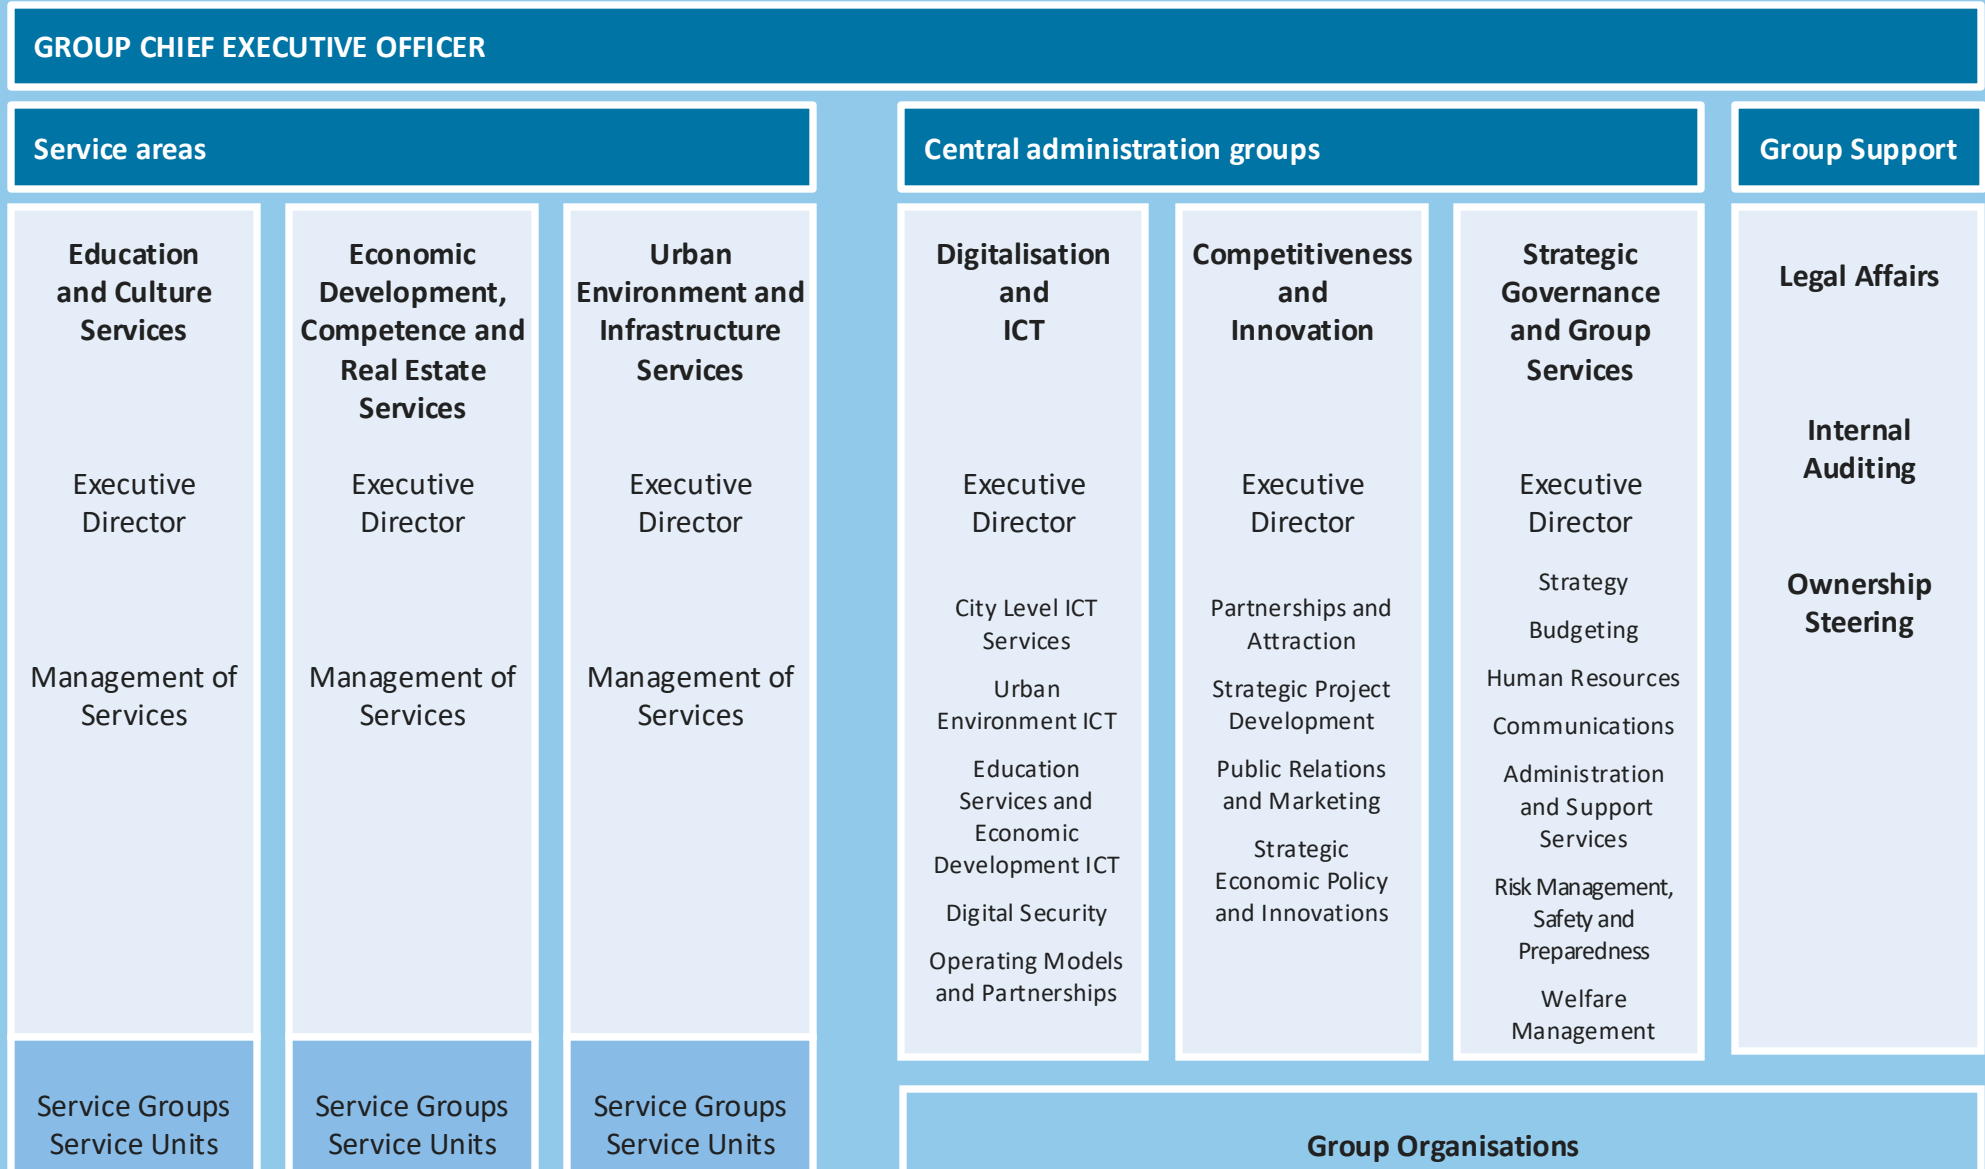 GROUP CHIEF EXECUTIVE OFFICER
Service areas
Education
and Culture
Services
Executive
Director
Management of
Services
Service Groups
Service Units
Economic
Development,
Competence and
Real Estate
Services
Executive
Director
Management of
Services
Service Groups
Service Units
Urban
Environment and
Infrastructure
Services
Executive
Director
Management of
Services
Service Groups
Service Units
Central administration groups
Digitalisation
and
ICT
Executive
Director
City Level ICT
Services
Urban
Environment ICT
Education
Services and
Economic
Development ICT
Digital Security
Operating Models
and Partnerships
Competitiveness
and
Innovation
Executive
Director
Partnerships and
Attraction
Strategic Project
Development
Public Relations
and Marketing
Strategic
Economic Policy
and Innovations
Strategic
Governance
and Group
Services
Executive
Director
Strategy
Budgeting
Human Resources
Communications
Administration
and Support
Services
Risk Management,
Safety and
Preparedness
Welfare
Management
Group Support
Legal Affairs
Internal
Auditing
Ownership
Steering
Group Organisations